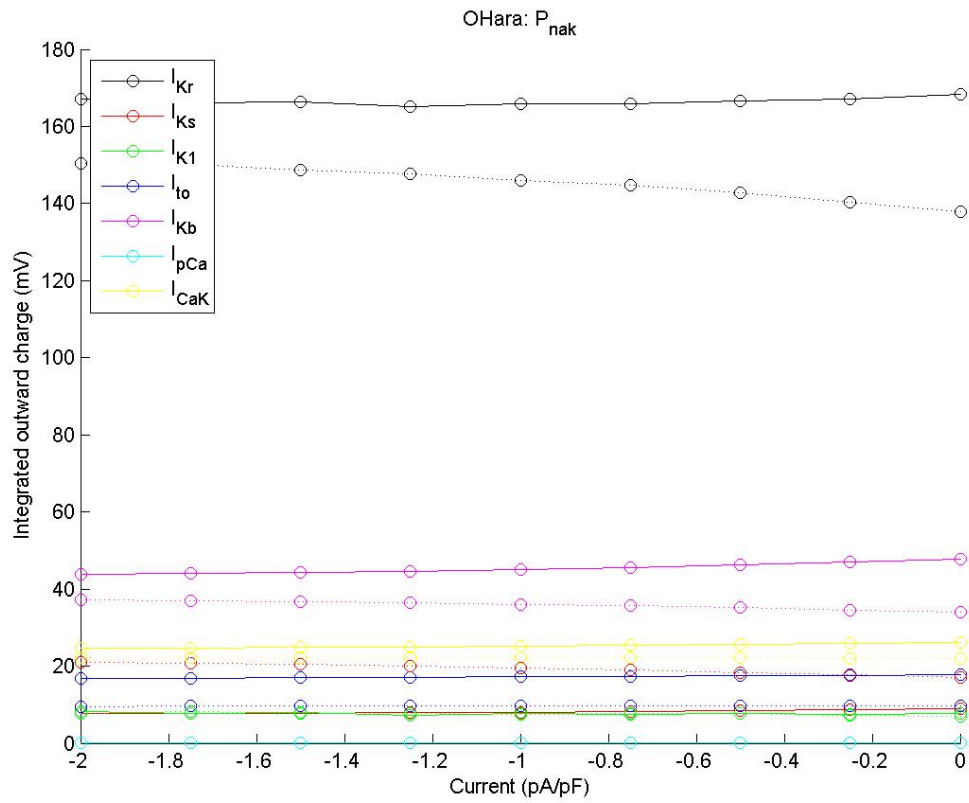 OHara: P_nak
180
160
140
120
100
80
60
40
20
0
Integrated outward charge (mV)
I_Kr
I_Ks
I_K1
I_to
I_Kb
I_pCa
I_CaK
-2 -1.8 -1.6 -1.4 -1.2 -1 -0.8 -0.6 -0.4 -0.2 0
Current (pA/pF)